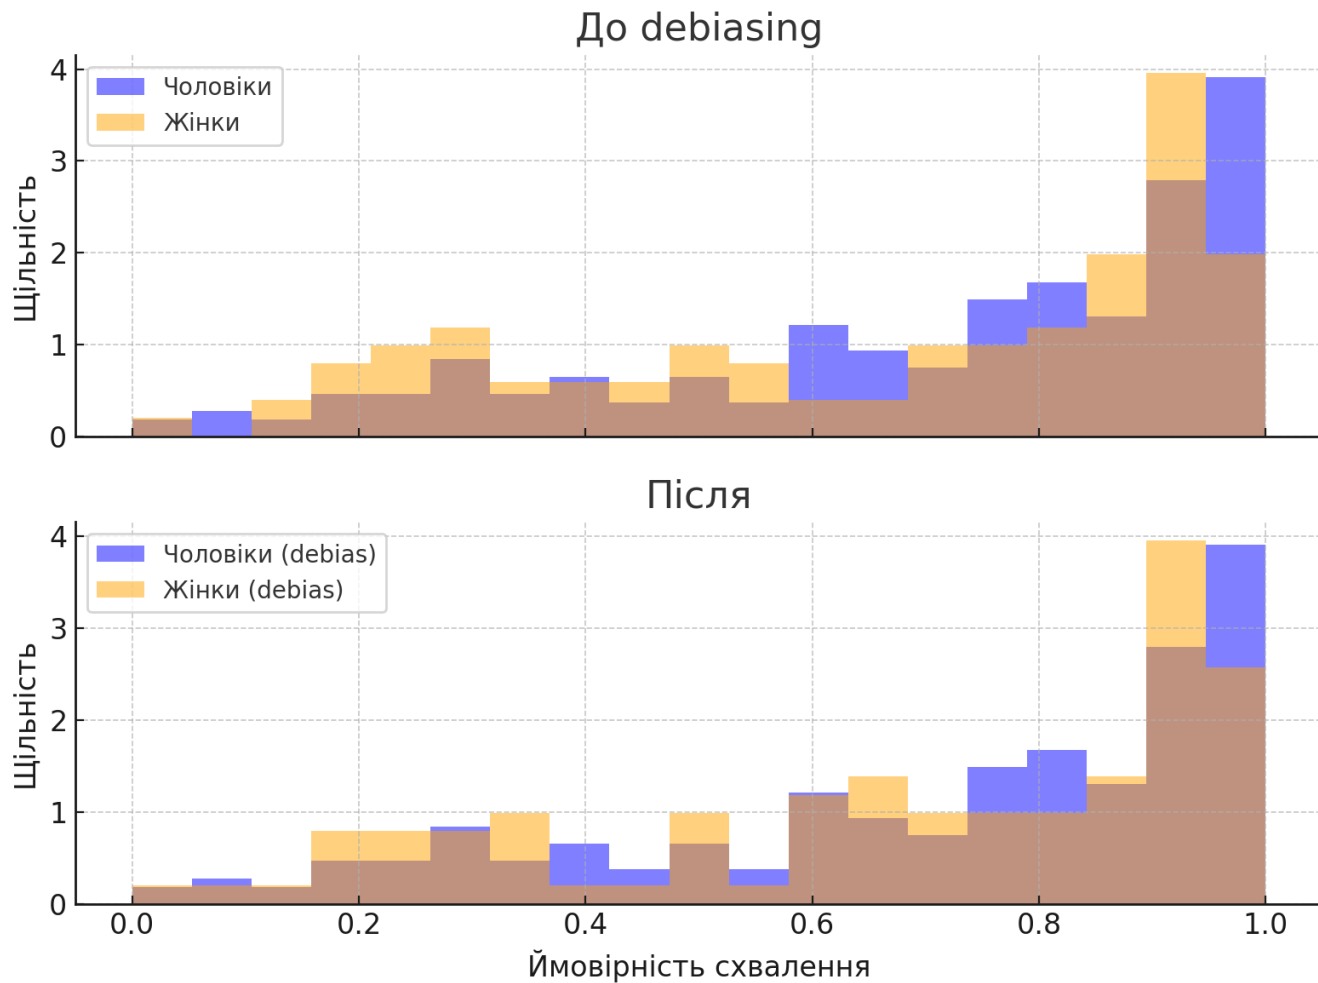 До debiasing
Чоловіки
Жінки
Щільність
4
3
2
1
0
Після
Чоловіки (debias)
Жінки (debias)
Щільність
4
3
2
1
0
0.0 0.2 0.4 0.6 0.8 1.0
Ймовірність схвалення